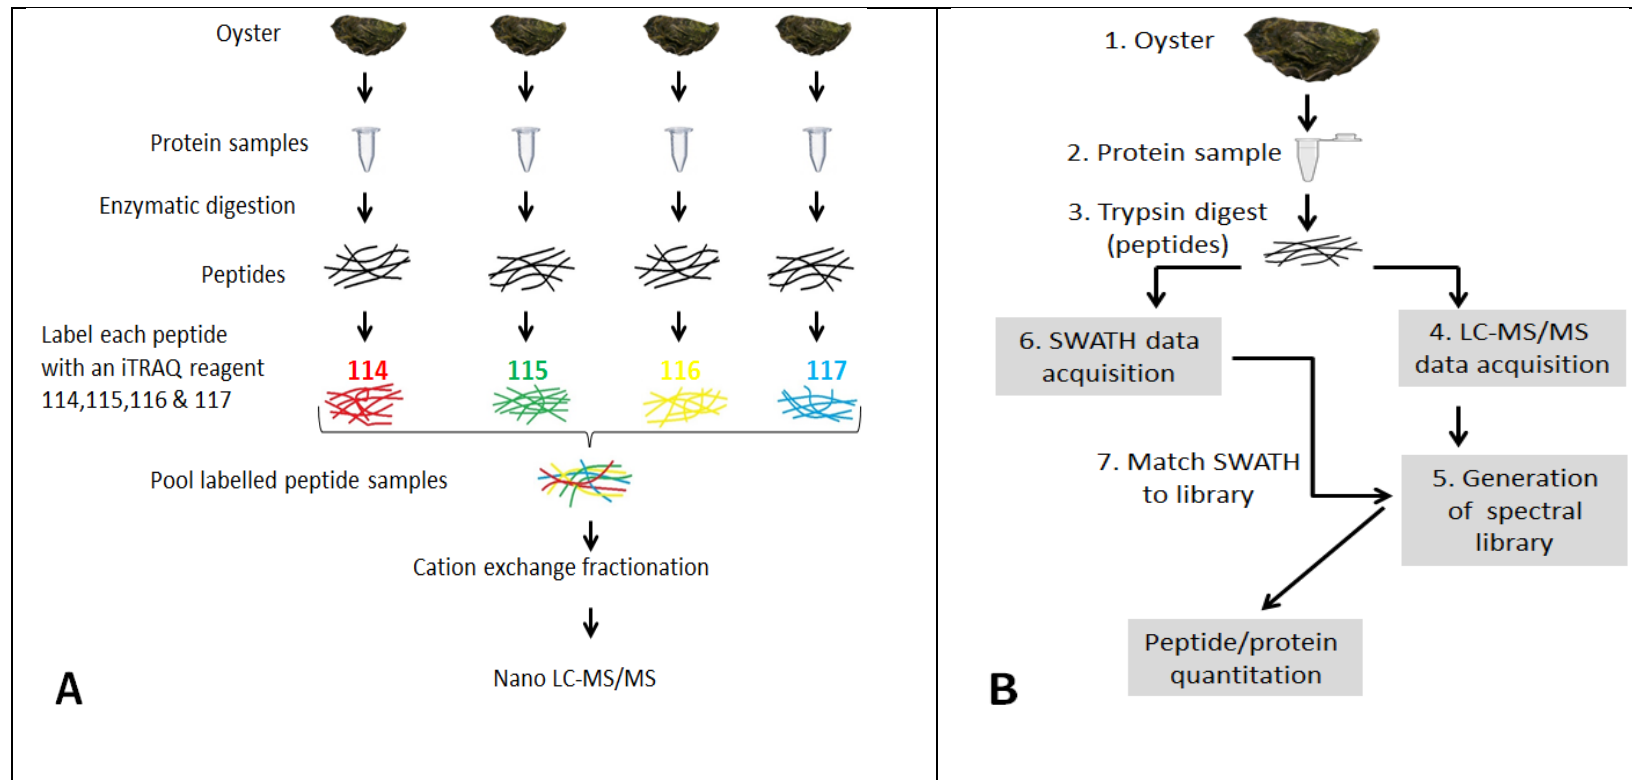 Oyster
Protein samples
Enzymatic digestion
Peptides
Label each peptide
with an iTRAQ reagent
114,115,116 & 117
114
115
116
117
Pool labelled peptide samples
Cation exchange fractionation
Nano LC-MS/MS
A
1. Oyster
2. Protein sample
3. Trypsin digest
(peptides)
6. SWATH data
acquisition
4. LC-MS/MS
data acquisition
7. Match SWATH
to library
5. Generation
of spectral
library
Peptide/protein
quantitation
B